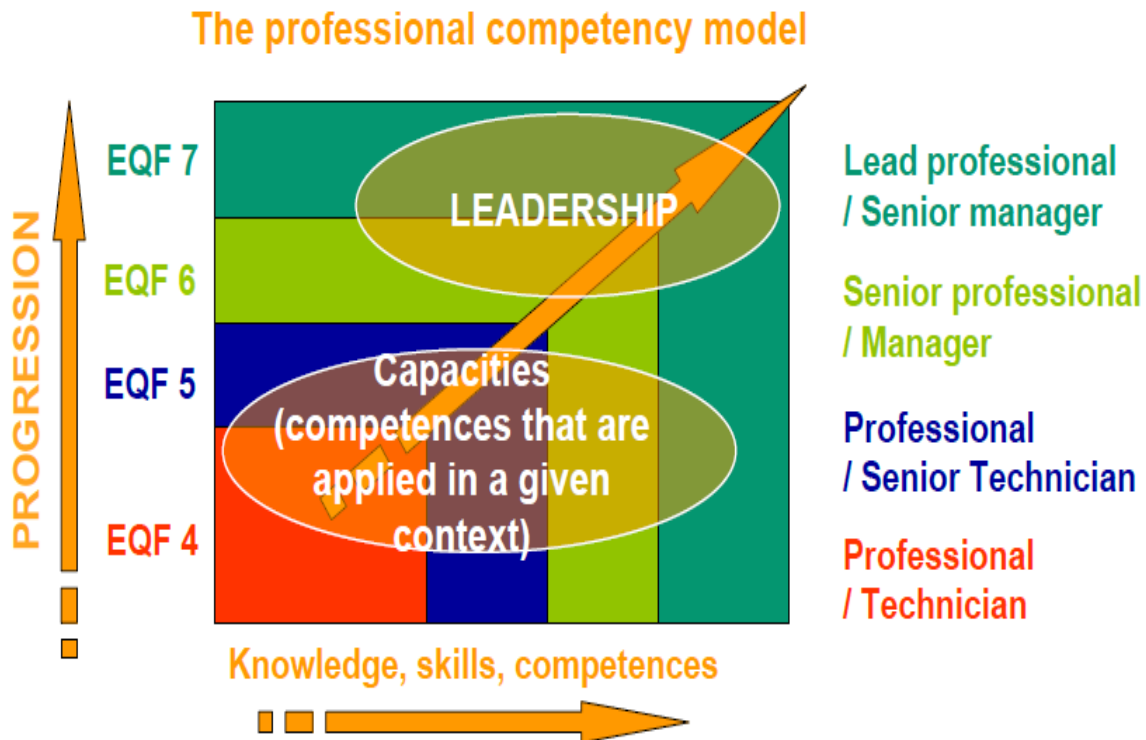 The professional competency model
PROGRESSION
EQF 7
EQF 6
EQF 5
EQF 4
LEADERSHIP
Capacities
(competences that are
applied in a given
context)
Lead professional
/ Senior manager
Senior professional
/ Manager
Professional
/ Senior Technician
Professional
/ Technician
Knowledge, skills, competences